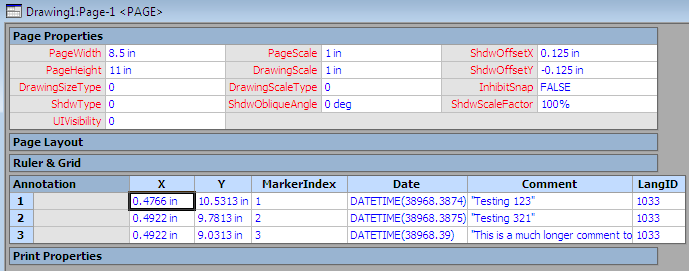 Drawing1:Page-1 <PAGE>
Page Properties
PageWidth 8.5 in PageScale 1 in ShdwOffsetX 0.125 in
PageHeight 11 in DrawingScale 1 in ShdwOffsetY -0.125 in
DrawingSizeType 0 DrawingScaleType 0 InhibitSnap FALSE
ShdwType 0 ShdwObliqueAngle 0 deg ShdwScaleFactor 100%
UIVisibility 0
Page Layout
Ruler & Grid
Annotation X Y MarkerIndex Date Comment LangID
1 0.4766 in 10.5313 in 1 DATETIME(38968.3874) "Testing 123" 1033
2 0.4922 in 9.7813 in 2 DATETIME(38968.3875) "Testing 321" 1033
3 0.4922 in 9.0313 in 3 DATETIME(38968.39) "This is a much longer comment to 1033
Print Properties